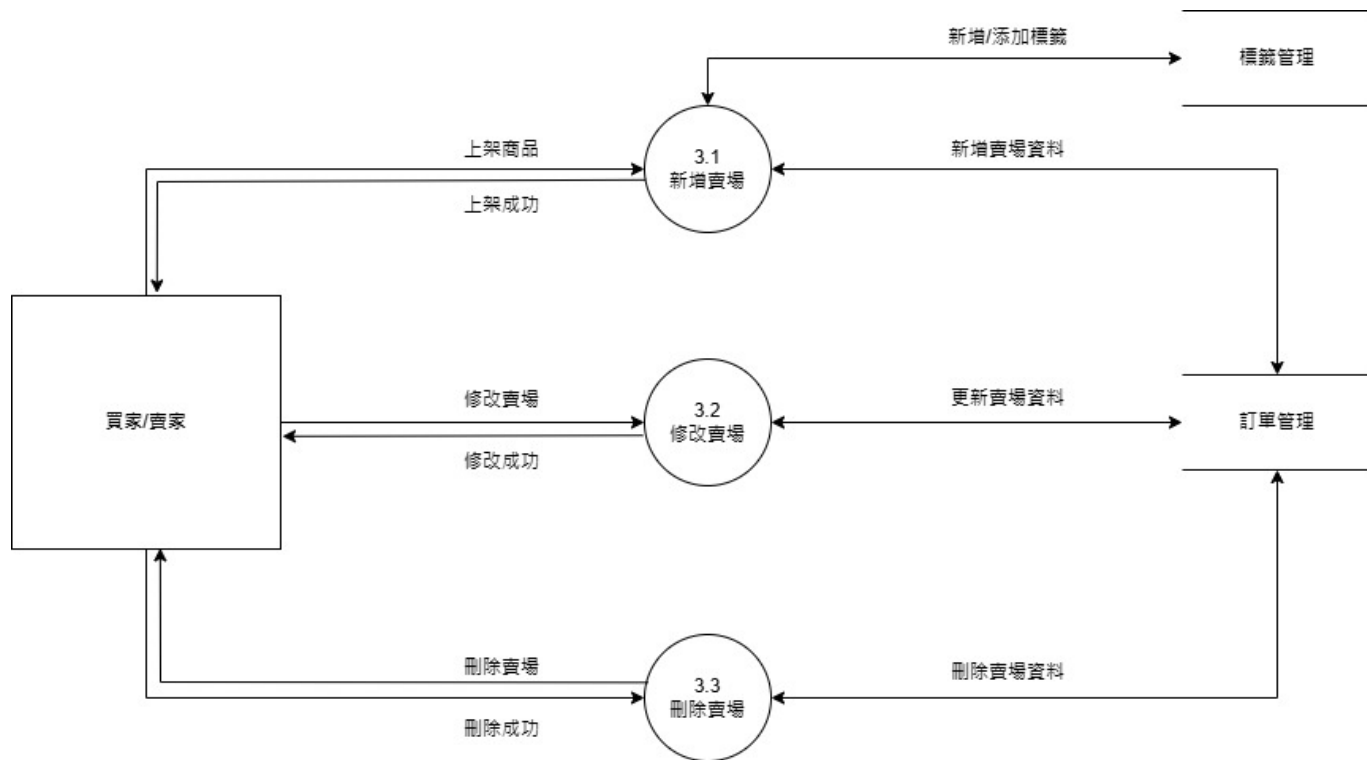 新增/添加標籤
標籤管理
上架商品
3.1
新增賣場
新增賣場資料
上架成功
買家/賣家
修改賣場
3.2
修改賣場
更新賣場資料
訂單管理
修改成功
刪除賣場
3.3
刪除賣場
刪除賣場資料
刪除成功